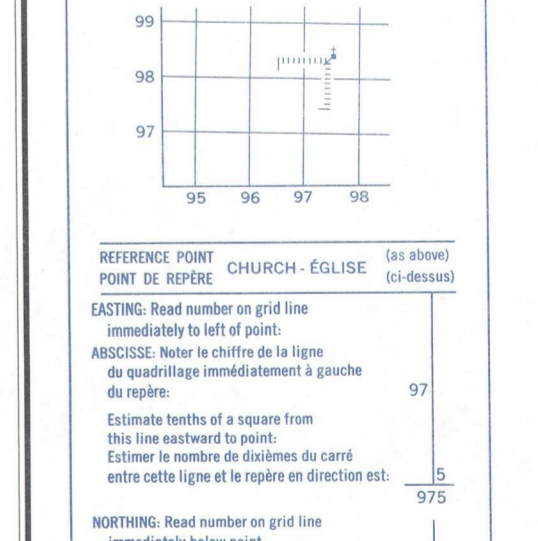 99
98
97
95 96 97 98
REFERENCE POINT
POINT DE REPÈRE
CHURCH - ÉGLISE
(as above)
(ci-dessus)
EASTING: Read number on grid line
immediately to left of point:
ABSCISSE: Noter le chiffre de la ligne
du quadrillage immédiatement à gauche
du repère: 97
Estimate tenths of a square from
this line eastward to point:
Estimer le nombre de dixièmes du carré
entre cette ligne et le repère en direction est: 5
975
NORTHING: Read number on grid line
immediately below point